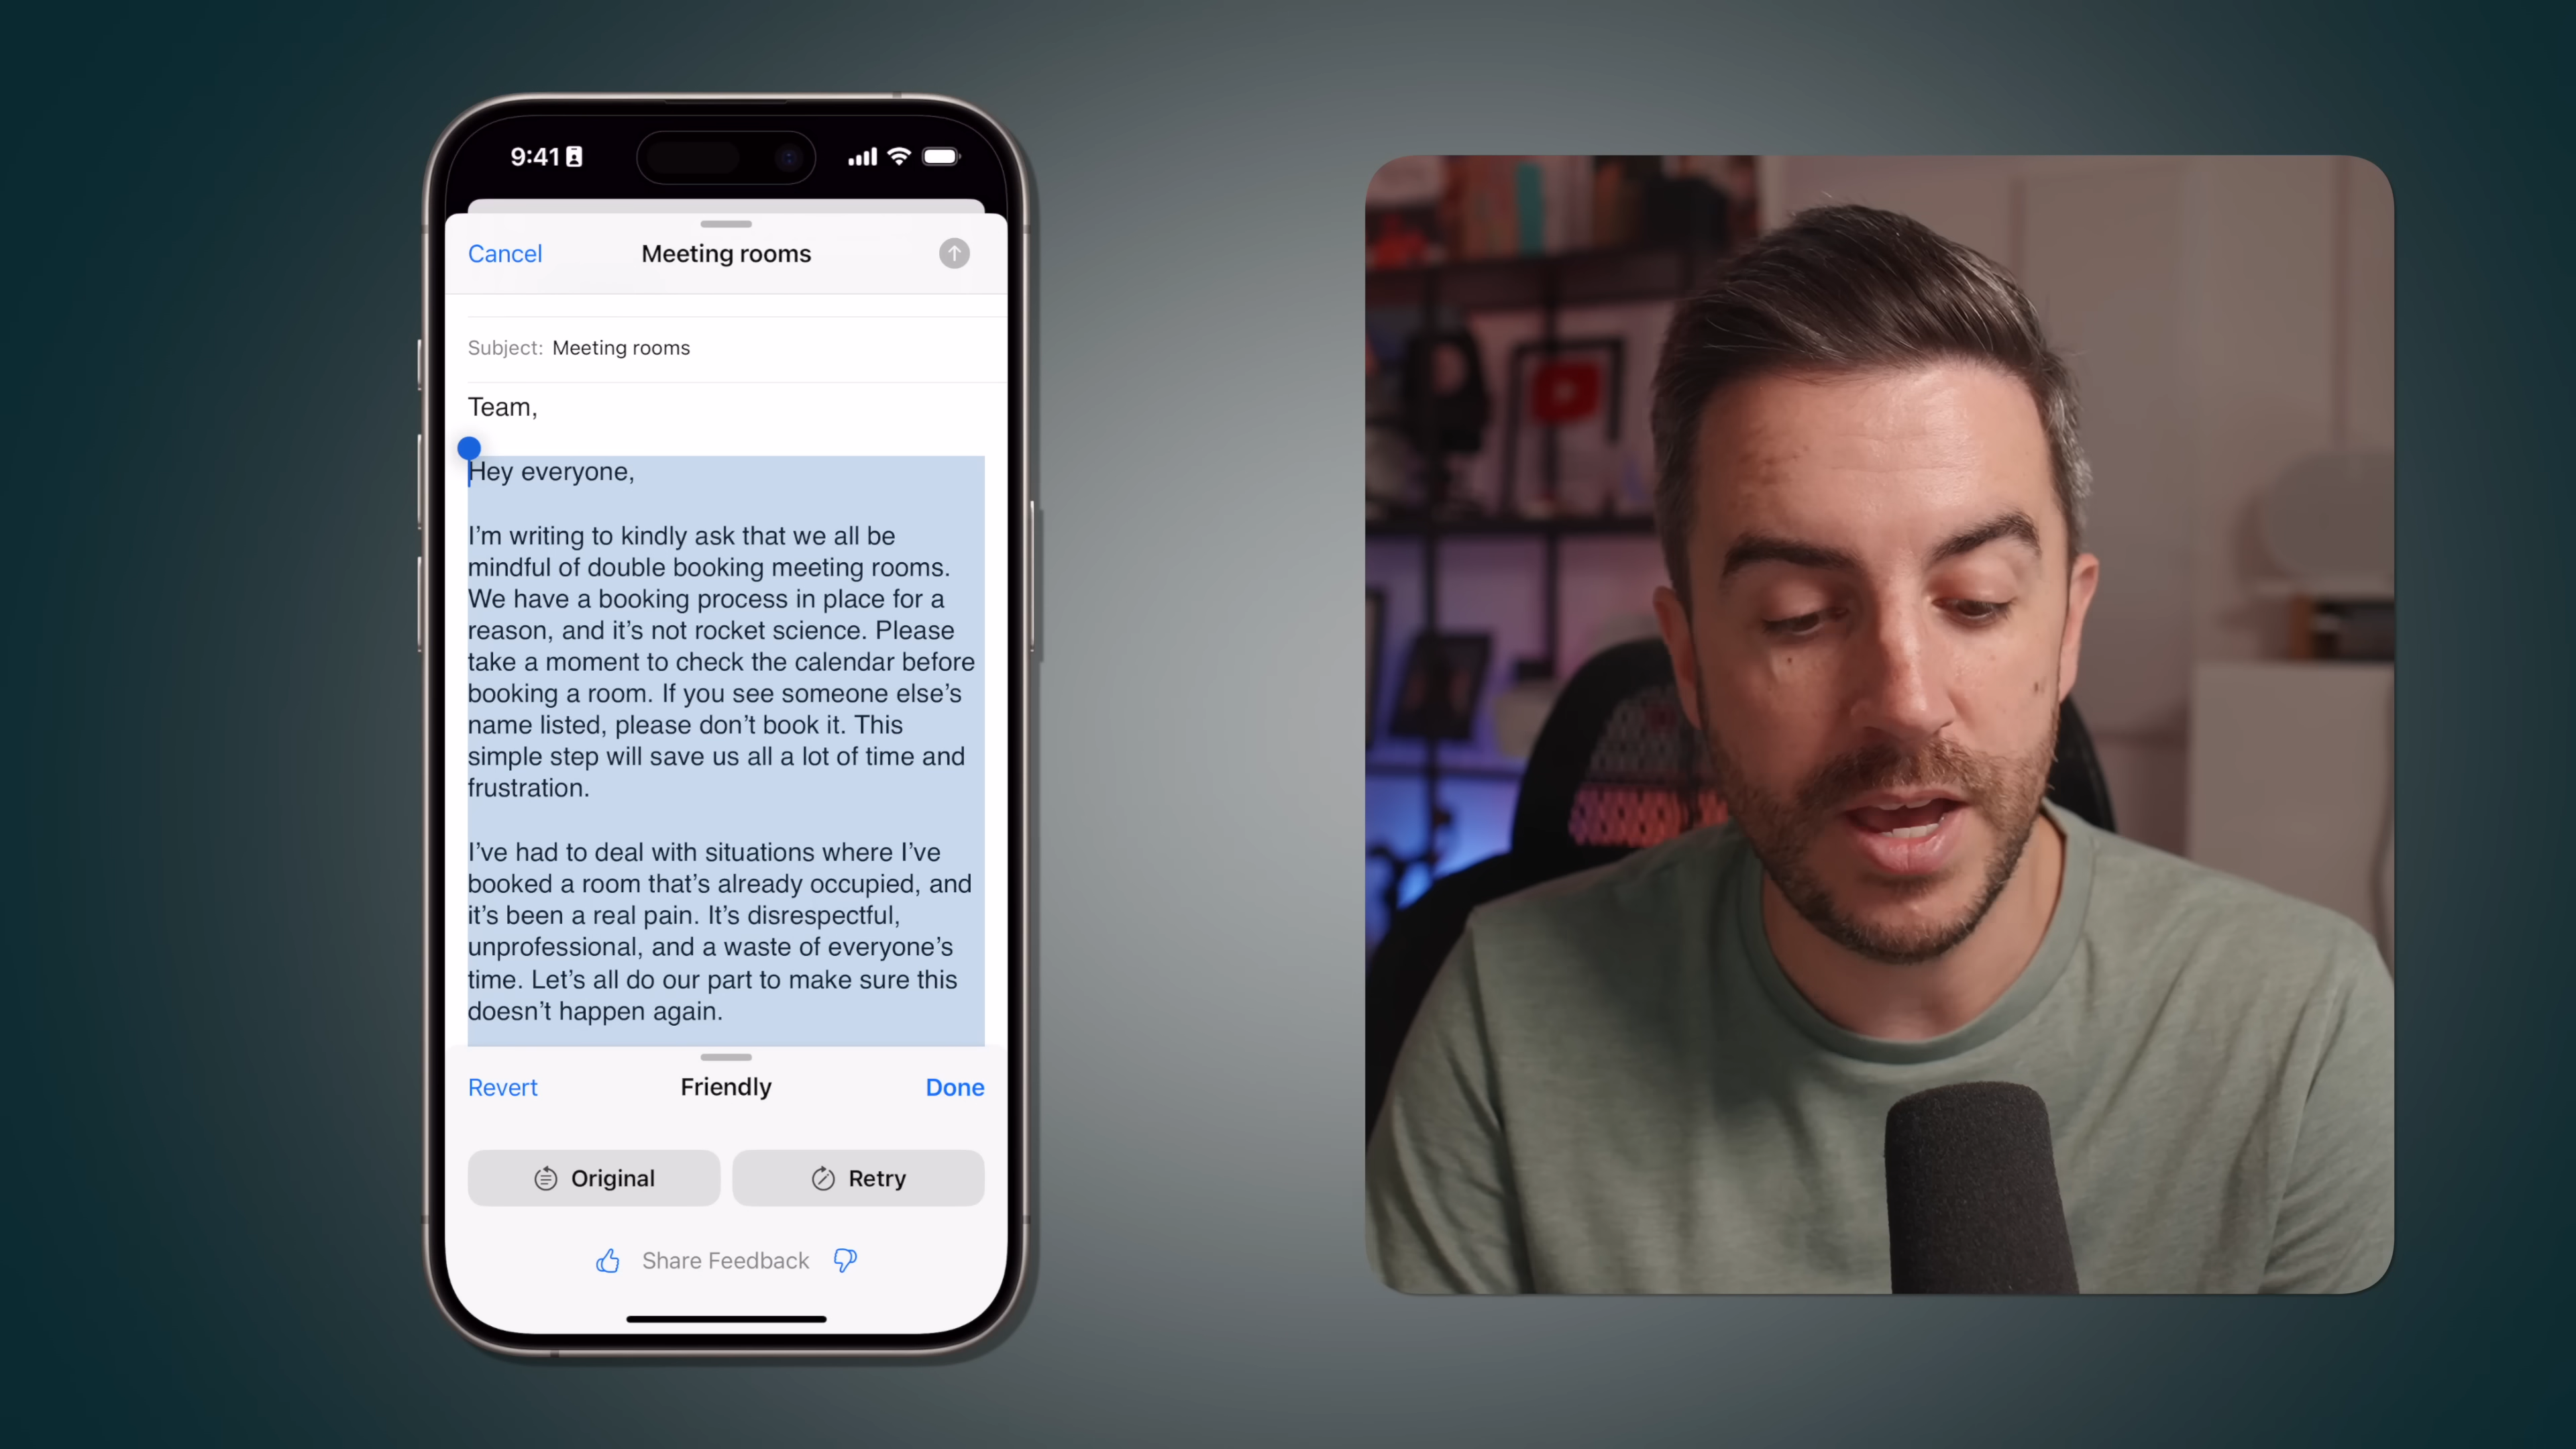 9:41
Cancel
Meeting rooms
Subject: Meeting rooms
Team,
Hey everyone,
I’m writing to kindly ask that we all be
mindful of double booking meeting rooms.
We have a booking process in place for a
reason, and it’s not rocket science. Please
take a moment to check the calendar before
booking a room. If you see someone else’s
name listed, please don’t book it. This
simple step will save us all a lot of time and
frustration.
I’ve had to deal with situations where I’ve
booked a room that’s already occupied, and
it’s been a real pain. It’s disrespectful,
unprofessional, and a waste of everyone’s
time. Let’s all do our part to make sure this
doesn’t happen again.
Revert
Friendly
Done
Original
Retry
Share Feedback